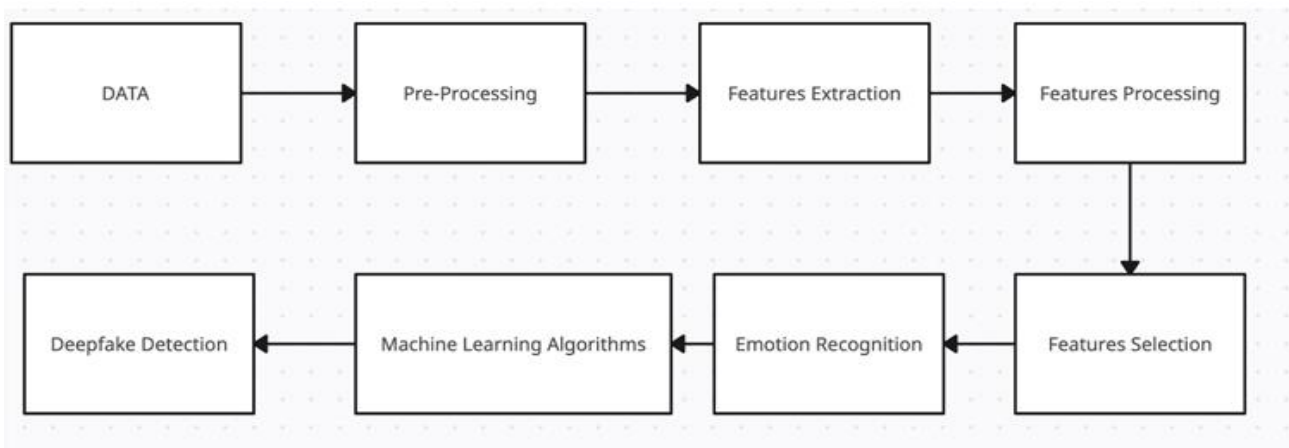 DATA
Pre-Processing
Features Extraction
Features Processing
Deepfake Detection
Machine Learning Algorithms
Emotion Recognition
Features Selection